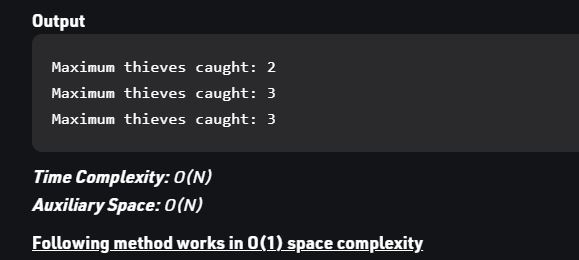 Output
Maximum thieves caught: 2
Maximum thieves caught: 3
Maximum thieves caught: 3
Time Complexity: O(N)
Auxiliary Space: O(N)
Following method works in O(1) space complexity